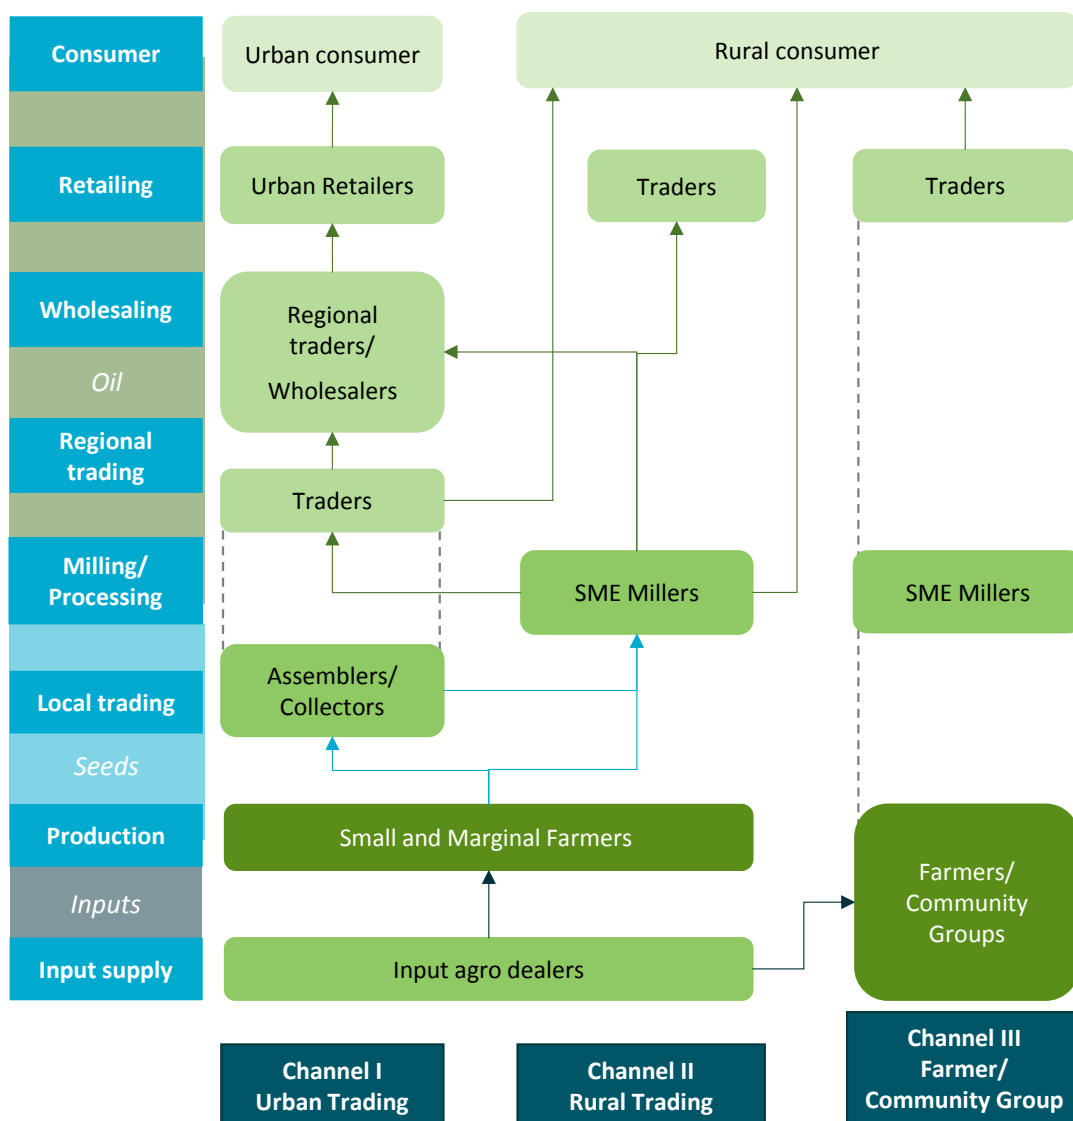 Consumer
Urban consumer
Rural consumer
Retailing
Urban Retailers
Traders
Traders
Wholesaling
Regional
traders/
Wholesalers
Oil
Regional
trading
Traders
Milling/
Processing
SME Millers
SME Millers
Assemblers/
Collectors
Local trading
Seeds
Production
Small and Marginal Farmers
Farmers/
Community
Groups
Inputs
Input supply
Input agro dealers
Channel I
Urban Trading
Channel II
Rural Trading
Channel III
Farmer/
Community Group